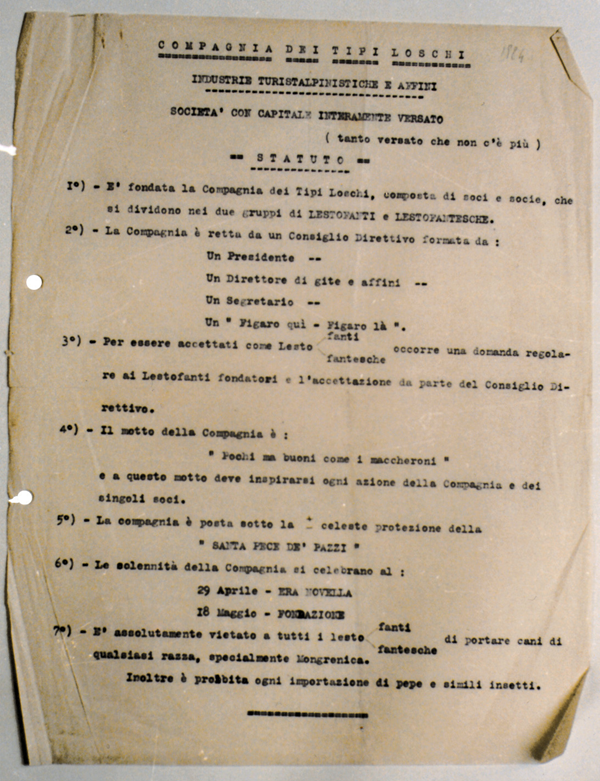 COMPAGNIA DEI TIPI LOSCHI
1924
INDUSTRIE TURISTALPINISTICHE E AFFINI
SOCIETA' CON CAPITALE INTERAMENTE VERSATO
( tanto versato che non c'è più )
== STATUTO ==
I°) - E' fondata la Compagnia dei Tipi Loschi, composta di soci e socie, che
si dividono nei due gruppi di LESTOFANTI e LESTOFANTESCHE.
2°) - La Compagnia è retta da un Consiglio Direttivo formata da :
Un Presidente --
Un Direttore di gite e affini --
Un Segretario --
Un " Figaro quì - Figaro là ".
3°) - Per essere accettati come Lesto fanti fantesche occorre una domanda regola-
re ai Lestofanti fondatori e l'accettazione da parte del Consiglio Di-
rettivo.
4°) - Il motto della Compagnia è :
" Pochi ma buoni come i maccheroni "
e a questo motto deve inspirarsi ogni azione della Compagnia e dei
singoli soci.
5°) - La compagnia è posta sotto la ± celeste protezione della
" SANTA PECE DE' PAZZI "
6°) - Le solennità della Compagnia si celebrano al :
29 Aprile - ERA NOVELLA
I8 Maggio - FONDAZIONE
7°) - E' assolutamente vietato a tutti i lesto fanti fantesche di portare cani di
qualsiasi razza, specialmente Mongrenica.
Inoltre è proibita ogni importazione di pepe e simili insetti.